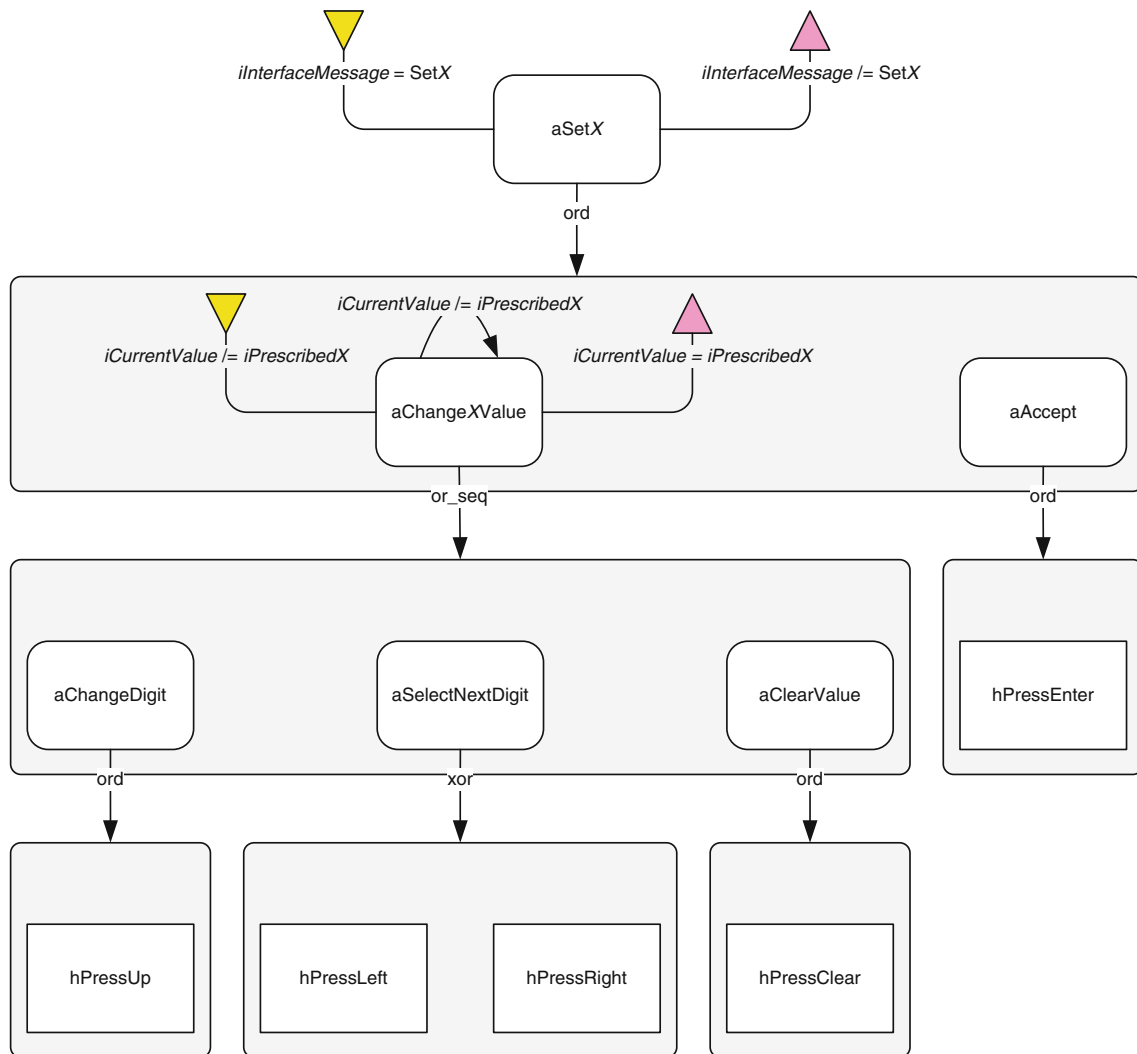 iInterfaceMessage = SetX
iInterfaceMessage /= SetX
aSetX
ord
iCurrentValue /= iPrescribedX
iCurrentValue /= iPrescribedX
iCurrentValue = iPrescribedX
aChangeXValue
aAccept
or_seq
ord
aChangeDigit
aSelectNextDigit
aClearValue
hPressEnter
ord
xor
ord
hPressUp
hPressLeft
hPressRight
hPressClear